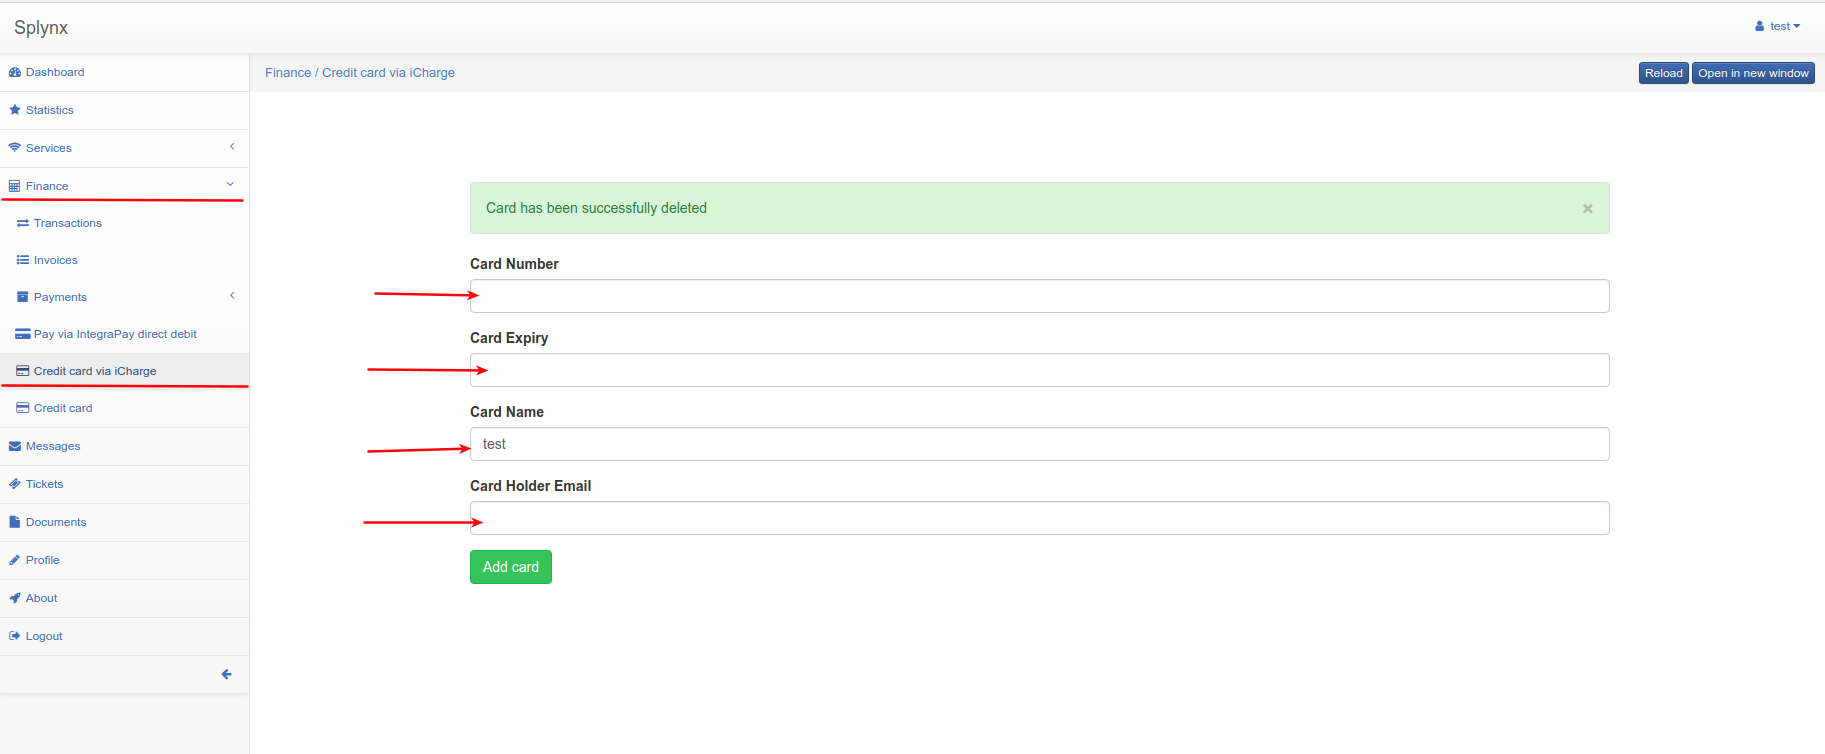 Splynx
test
Dashboard
Statistics
Services
Finance
Transactions
Invoices
Payments
Pay via IntegraPay direct debit
Credit card via iCharge
Credit card
Messages
Tickets
Documents
Profile
About
Logout
Finance / Credit card via iCharge
Reload
Open in new window
Card has been successfully deleted
×
Card Number
Card Expiry
Card Name
test
Card Holder Email
Add card